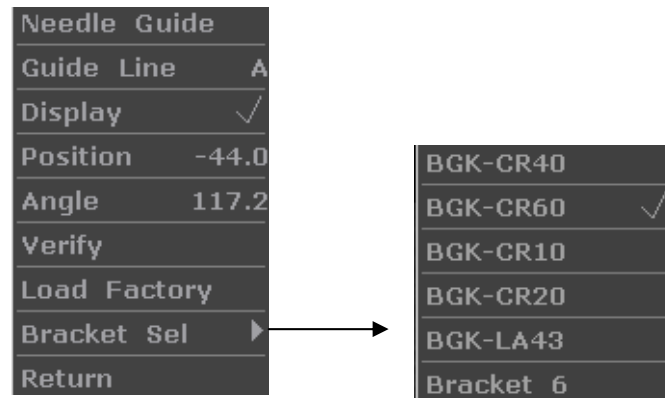 Needle Guide
Guide Line A
Display √
Position -44.0
Angle 117.2
Verify
Load Factory
Bracket Sel ▶
Return
BGK-CR40
BGK-CR60 √
BGK-CR10
BGK-CR20
BGK-LA43
Bracket 6